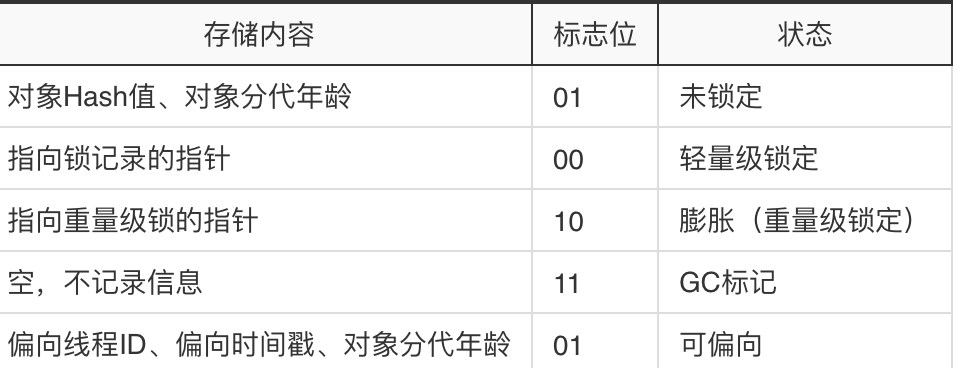 存储内容 标志位 状态
对象Hash值、对象分代年龄 01 未锁定
指向锁记录的指针 00 轻量级锁定
指向重量级锁的指针 10 膨胀（重量级锁定）
空，不记录信息 11 GC标记
偏向线程ID、偏向时间戳、对象分代年龄 01 可偏向